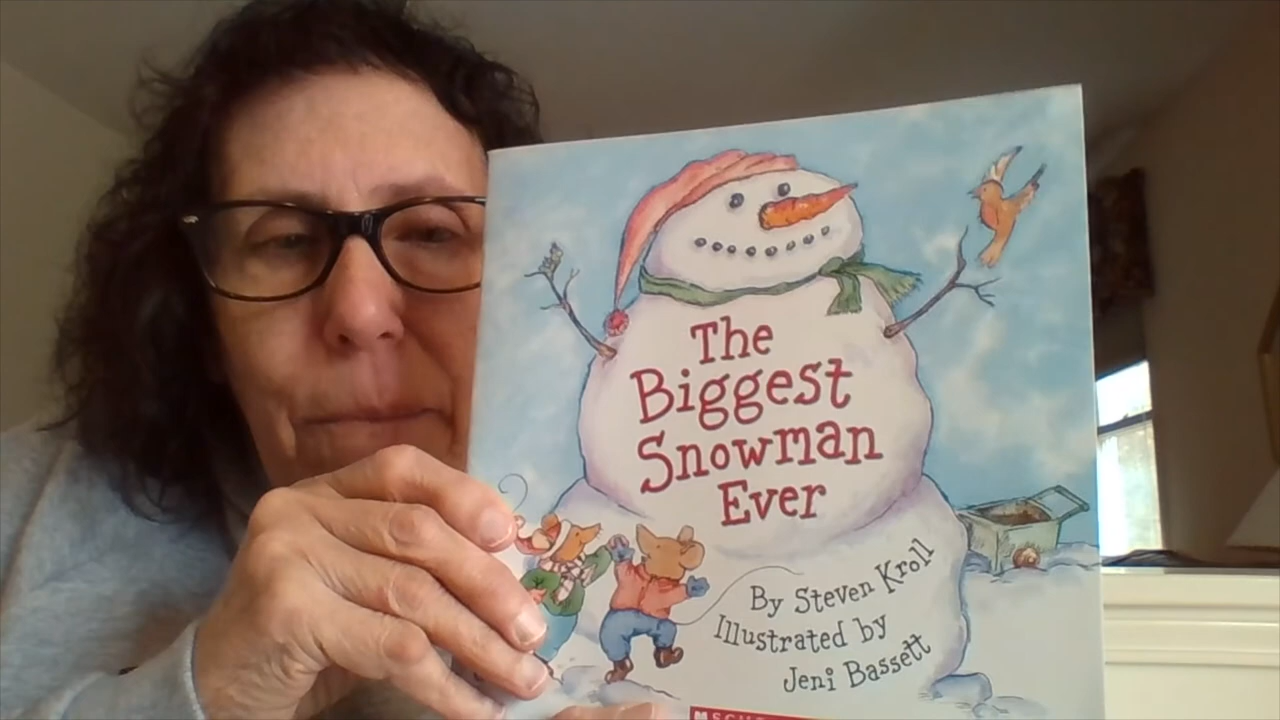 The
Biggest
Snowman
Ever
By Steven Kroll
Illustrated by
Jeni Bassett